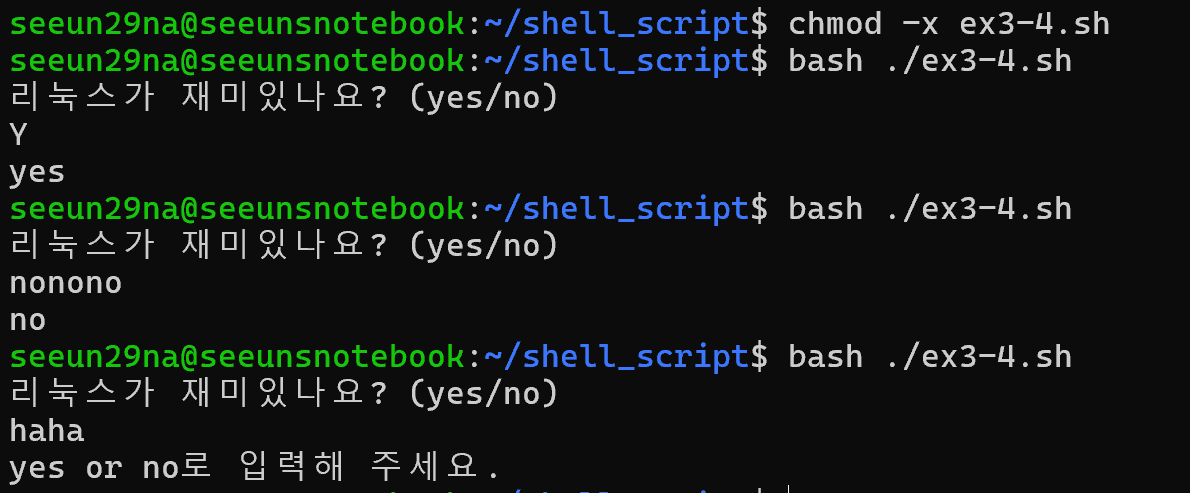 seeun29na@seeunsnotebook:~/shell_script$ chmod -x ex3-4.sh
seeun29na@seeunsnotebook:~/shell_script$ bash ./ex3-4.sh
리눅스가 재미있나요? (yes/no)
Y
yes
seeun29na@seeunsnotebook:~/shell_script$ bash ./ex3-4.sh
리눅스가 재미있나요? (yes/no)
nonono
no
seeun29na@seeunsnotebook:~/shell_script$ bash ./ex3-4.sh
리눅스가 재미있나요? (yes/no)
haha
yes or no로 입력해 주세요.